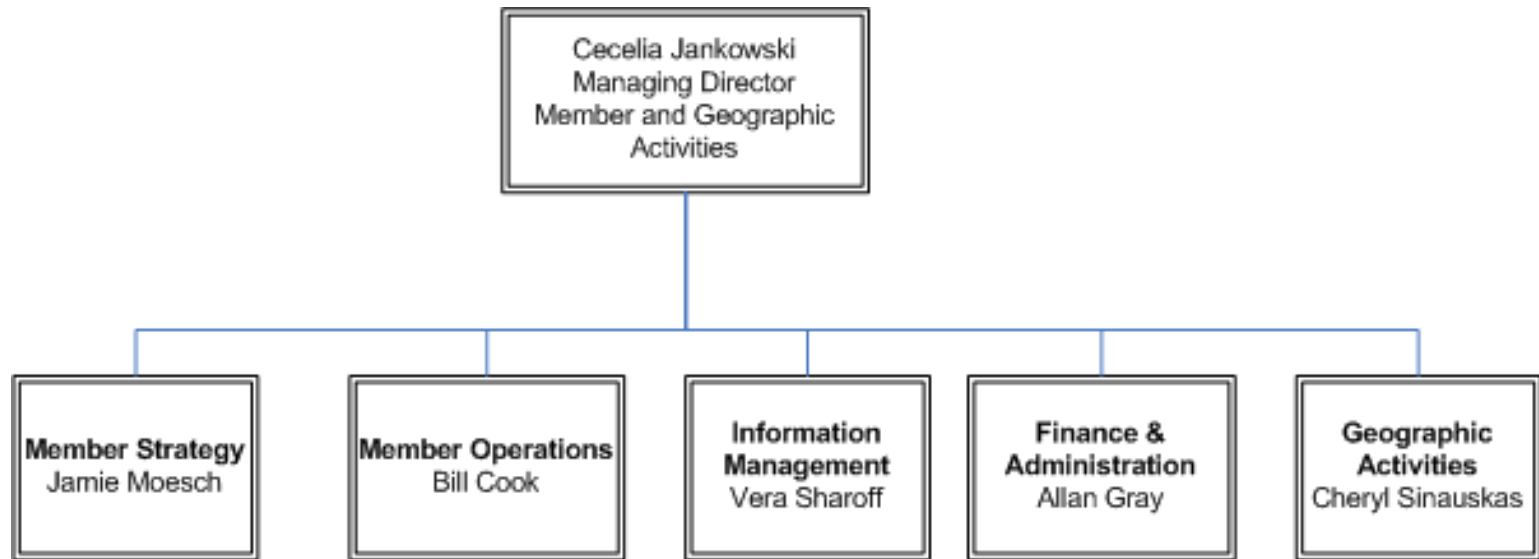 Cecelia Jankowski
Managing Director
Member and Geographic
Activities
Member Strategy
Jamie Moesch
Member Operations
Bill Cook
Information
Management
Vera Sharoff
Finance &
Administration
Allan Gray
Geographic
Activities
Cheryl Sinauskas